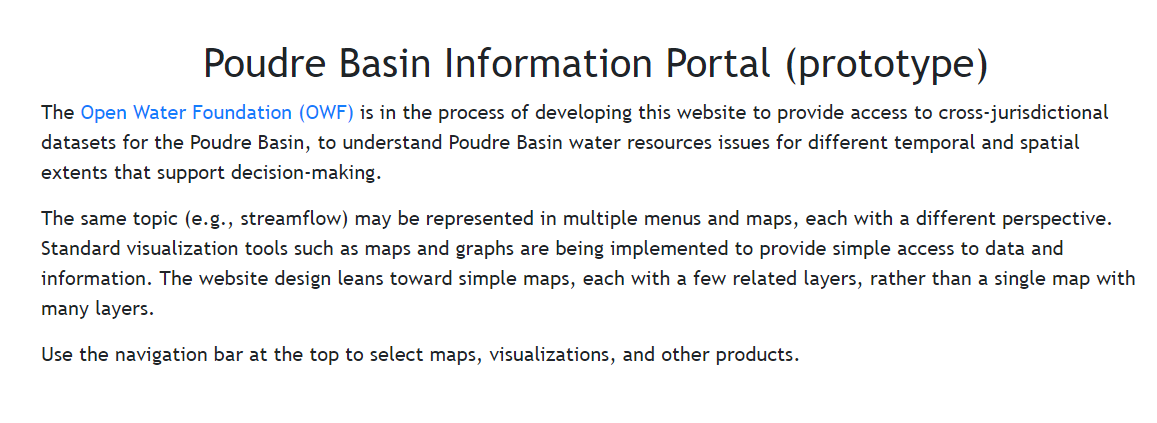 Poudre Basin Information Portal (prototype)
The Open Water Foundation (OWF) is in the process of developing this website to provide access to cross-jurisdictional
datasets for the Poudre Basin, to understand Poudre Basin water resources issues for different temporal and spatial
extents that support decision-making.
The same topic (e.g., streamflow) may be represented in multiple menus and maps, each with a different perspective.
Standard visualization tools such as maps and graphs are being implemented to provide simple access to data and
information. The website design leans toward simple maps, each with a few related layers, rather than a single map with
many layers.
Use the navigation bar at the top to select maps, visualizations, and other products.